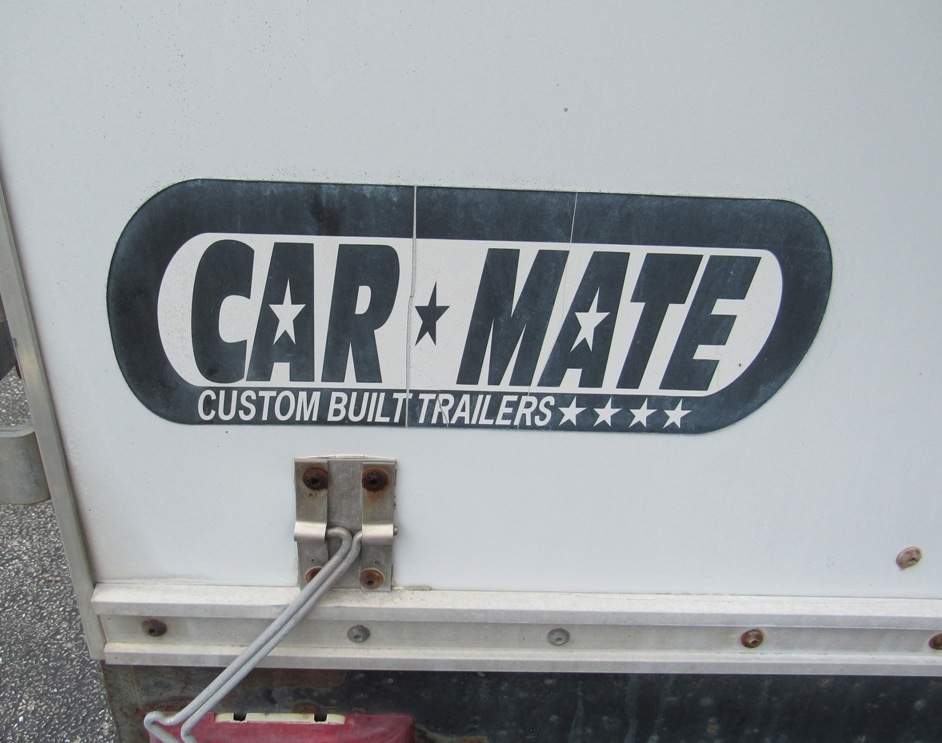 CAR★MATE
CUSTOM BUILT TRAILERS★★★★